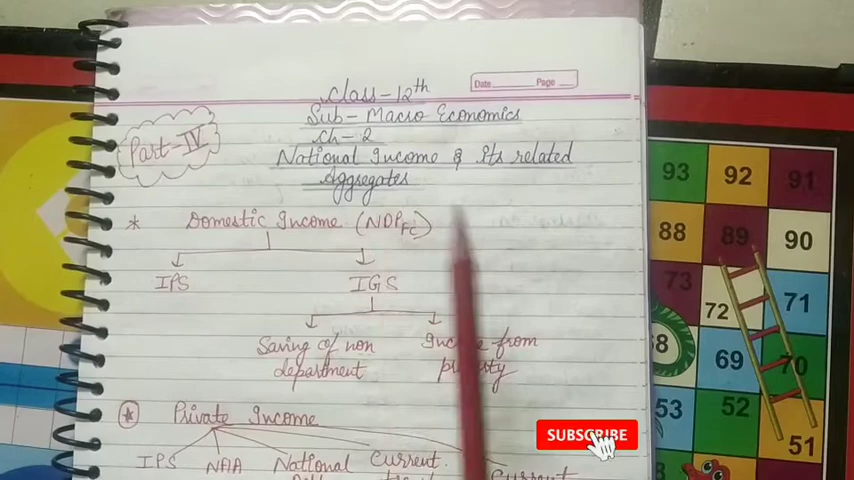 Date Page
Class-12th
Sub- Macro Economics
Ch-2
Part-IV
National Income & Its related
Aggregates
* Domestic Income (NDPFC)
IPS IGS
Saving of non department
Income from property
* Private Income
IPS NFIA National Current
Current
SUBSCRIBE
93 92 91
88 89 90
73 72 71
68 69 70
53 52 51